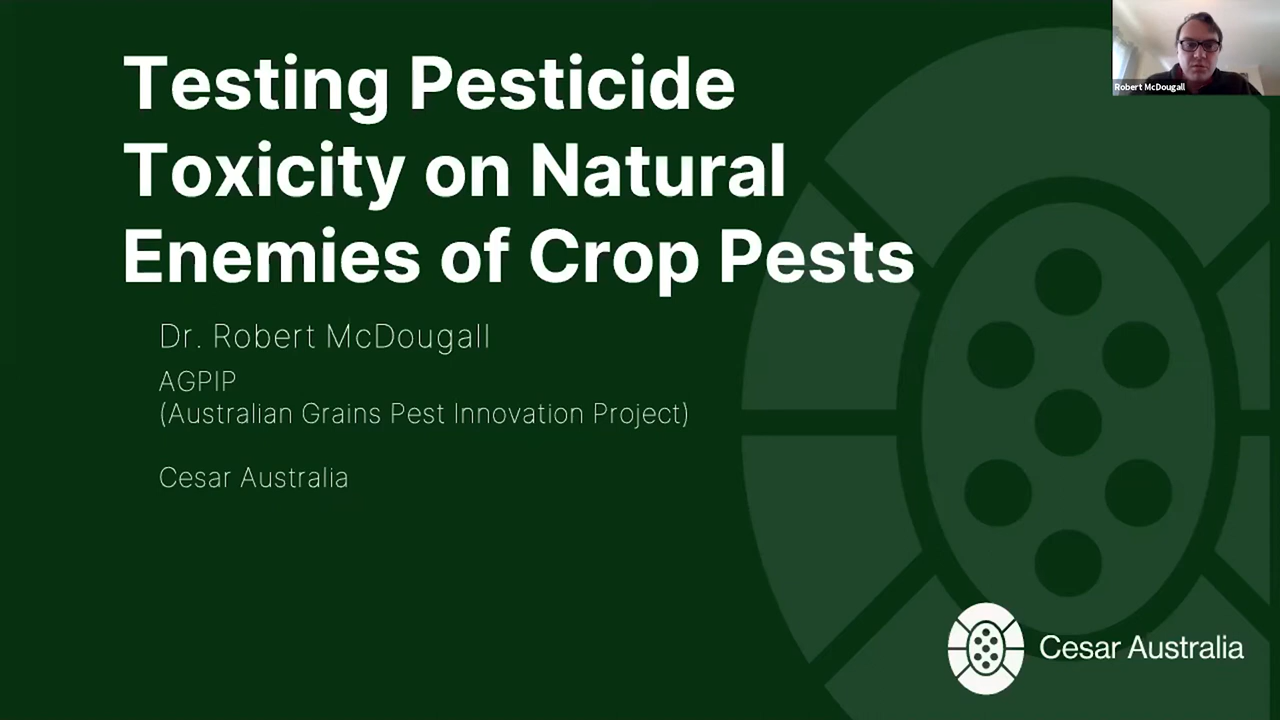 Testing Pesticide
Toxicity on Natural
Enemies of Crop Pests
Dr. Robert McDougall
AGPIP
(Australian Grains Pest Innovation Project)
Cesar Australia
Robert McDougall
Cesar Australia